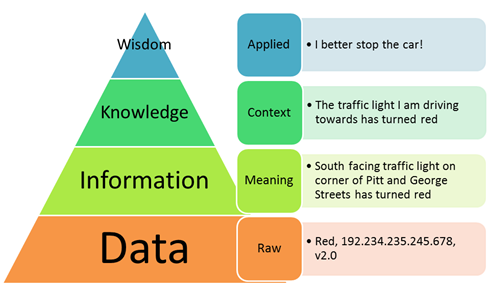 Wisdom
Applied
• I better stop the car!
Knowledge
Context
• The traffic light I am driving
towards has turned red
Information
Meaning
• South facing traffic light on
corner of Pitt and George
Streets has turned red
Data
Raw
• Red, 192.234.235.245.678,
v2.0